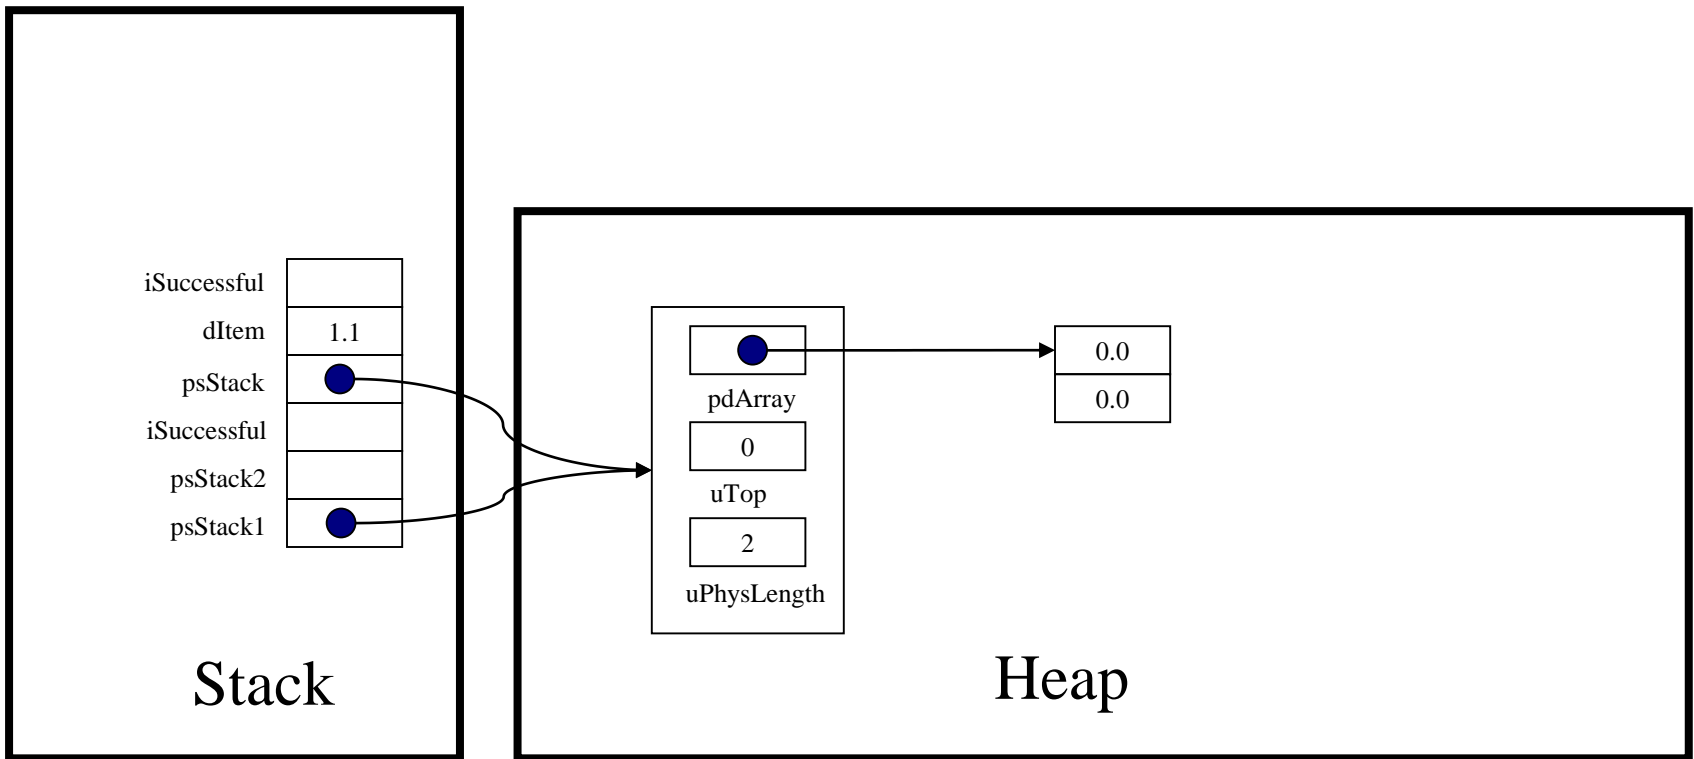 iSuccessful
dItem 1.1
psStack
iSuccessful
psStack2
psStack1
Stack
pdArray
0
uTop
2
uPhysLength
0.0
0.0
Heap